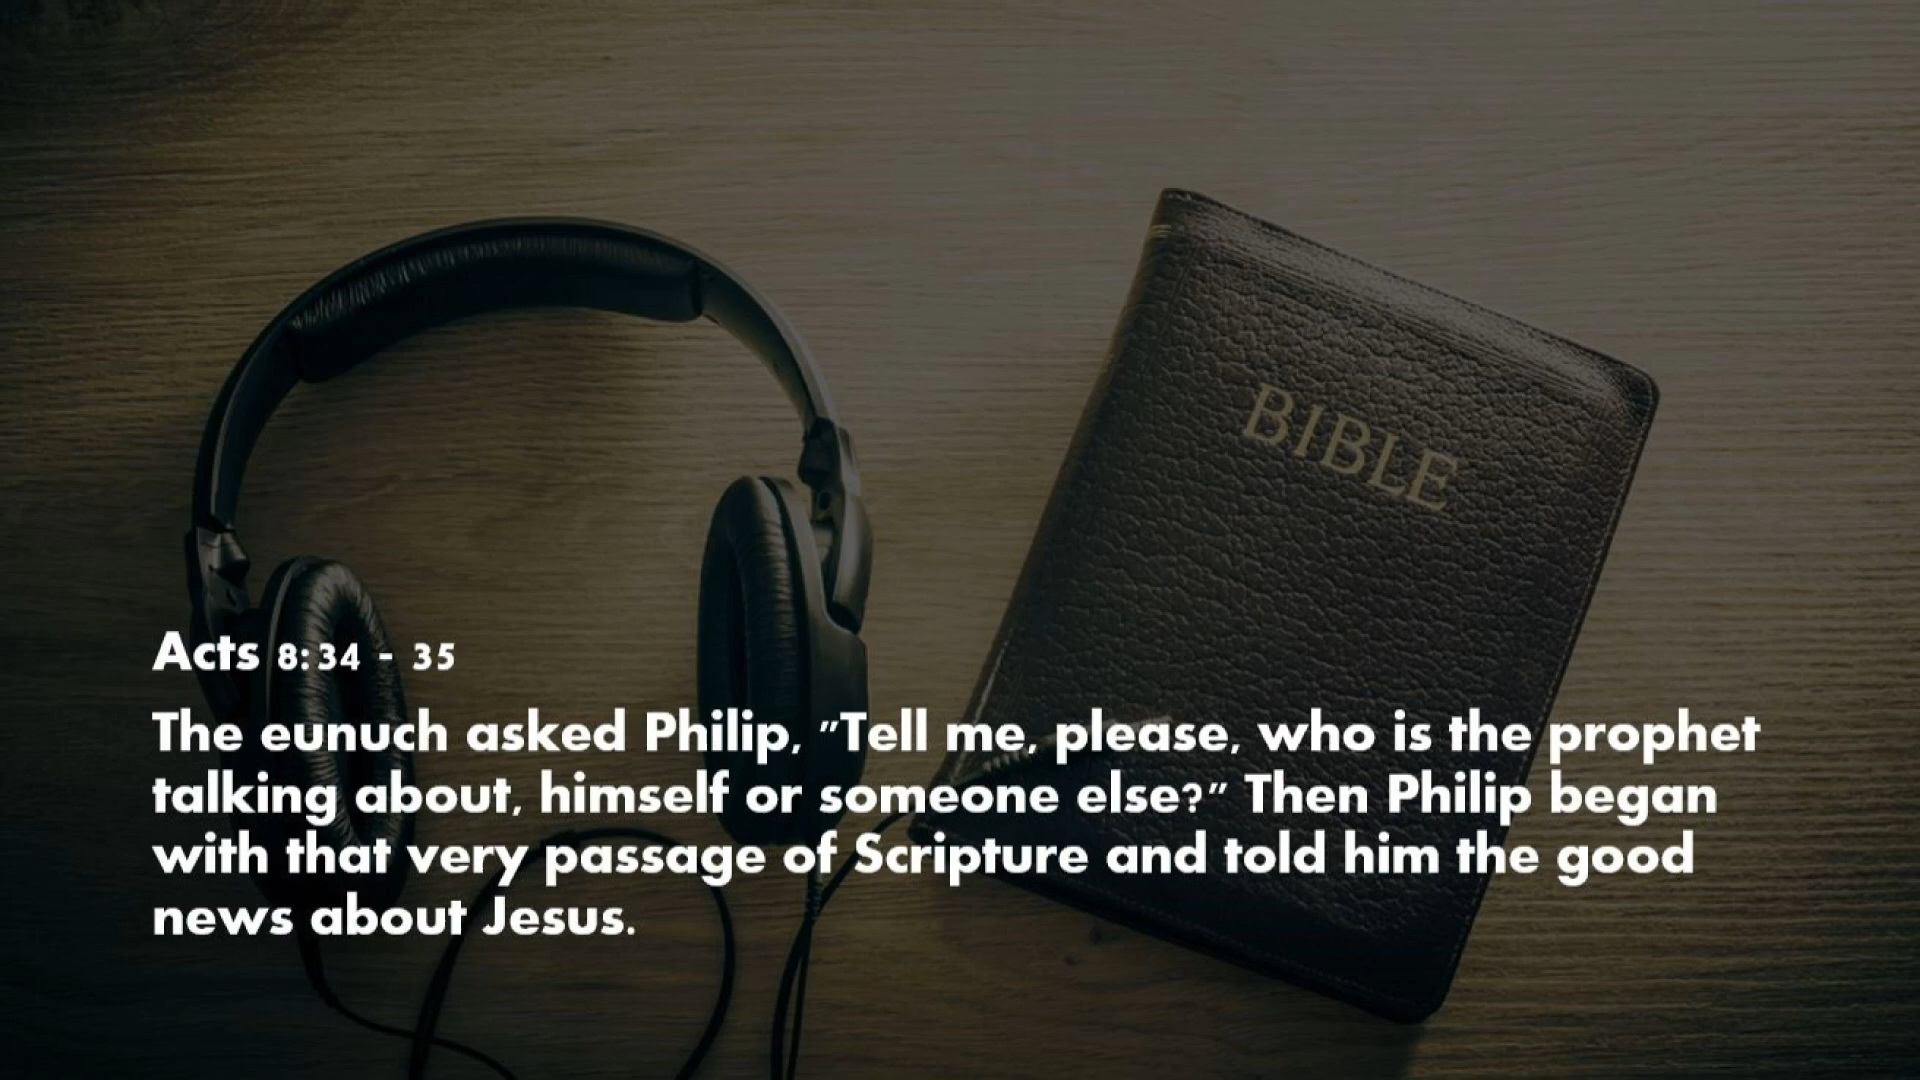 BIBLE
Acts 8:34 - 35
The eunuch asked Philip, "Tell me, please, who is the prophet
talking about, himself or someone else?" Then Philip began
with that very passage of Scripture and told him the good
news about Jesus.